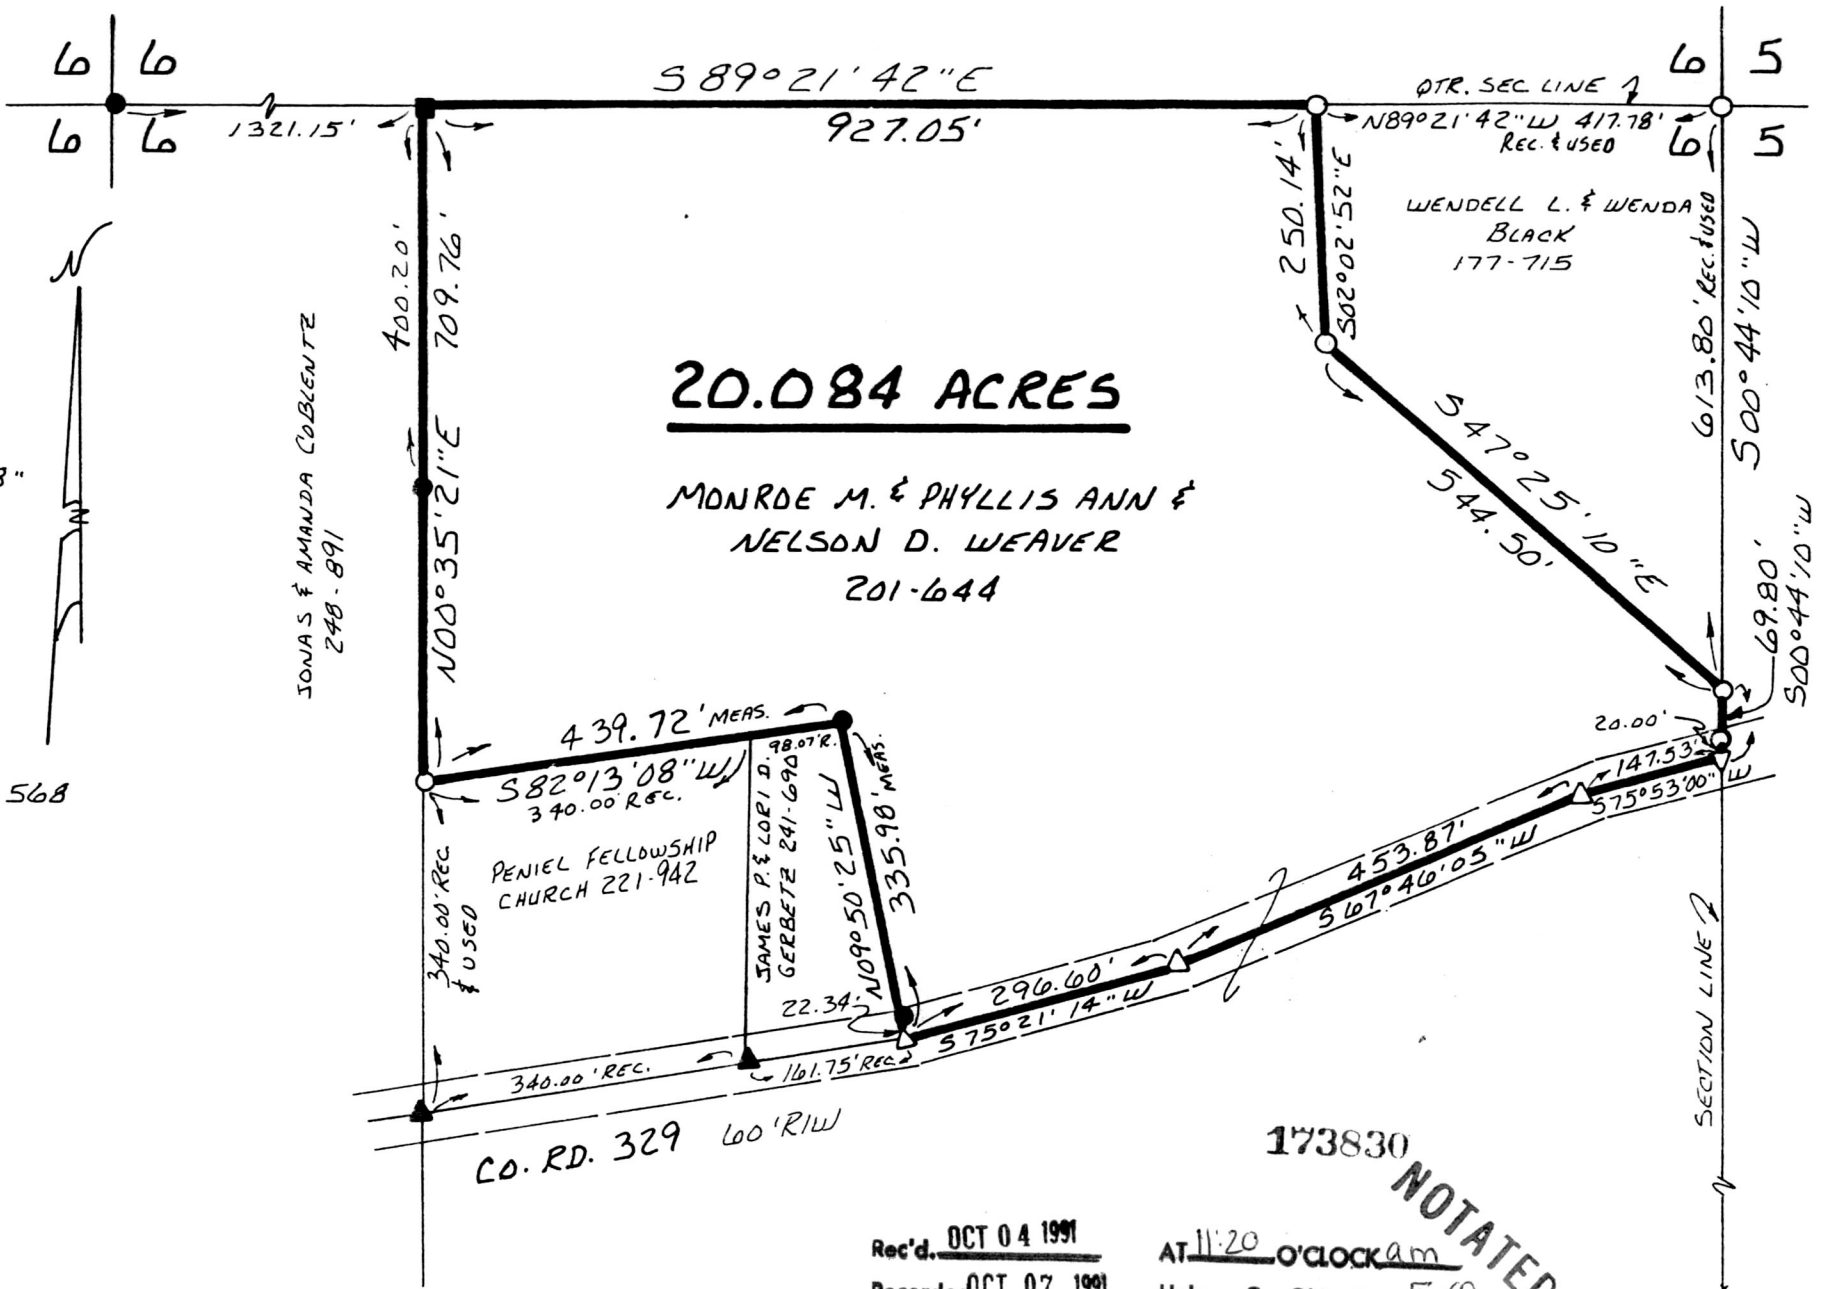 6 6
6 6
6 5
6 5
S 89°21'42"E
927.05'
1321.15'
QTR. SEC LINE
N89°21'42"W 417.78'
REC. & USED
WENDELL L. & WENDA
BLACK
177-715
250.14'
S02°02'52"E
613.80' REC. & USED
S00°44'10"W
400.20'
709.76'
N00°35'21"E
N
JONAS & AMANDA COBLENTZ
248-891
8"
568
20.084 ACRES
MONROE M. & PHYLLIS ANN &
NELSON D. WEAVER
201-644
S47°25'10"E
544.50'
69.80'
S00°44'10"W
20.00'
147.53'
S75°53'00"W
439.72' MEAS.
98.07'R.
S82°13'08"W
340.00' REC.
PENIEL FELLOWSHIP
CHURCH 221-942
340.00' REC.
& USED
JAMES P. & LORI D.
GERBETZ 241-690
N09°50'25"W
335.98' MEAS.
22.34'
453.87'
S67°46'05"W
296.60'
S75°21'14"W
161.75' REC.
340.00' REC.
CO. RD. 329 60'R/W
SECTION LINE
173830
NOTATED
Rec'd. OCT 04 1991 AT 11:20 O'CLOCK am
OCT 07 1991